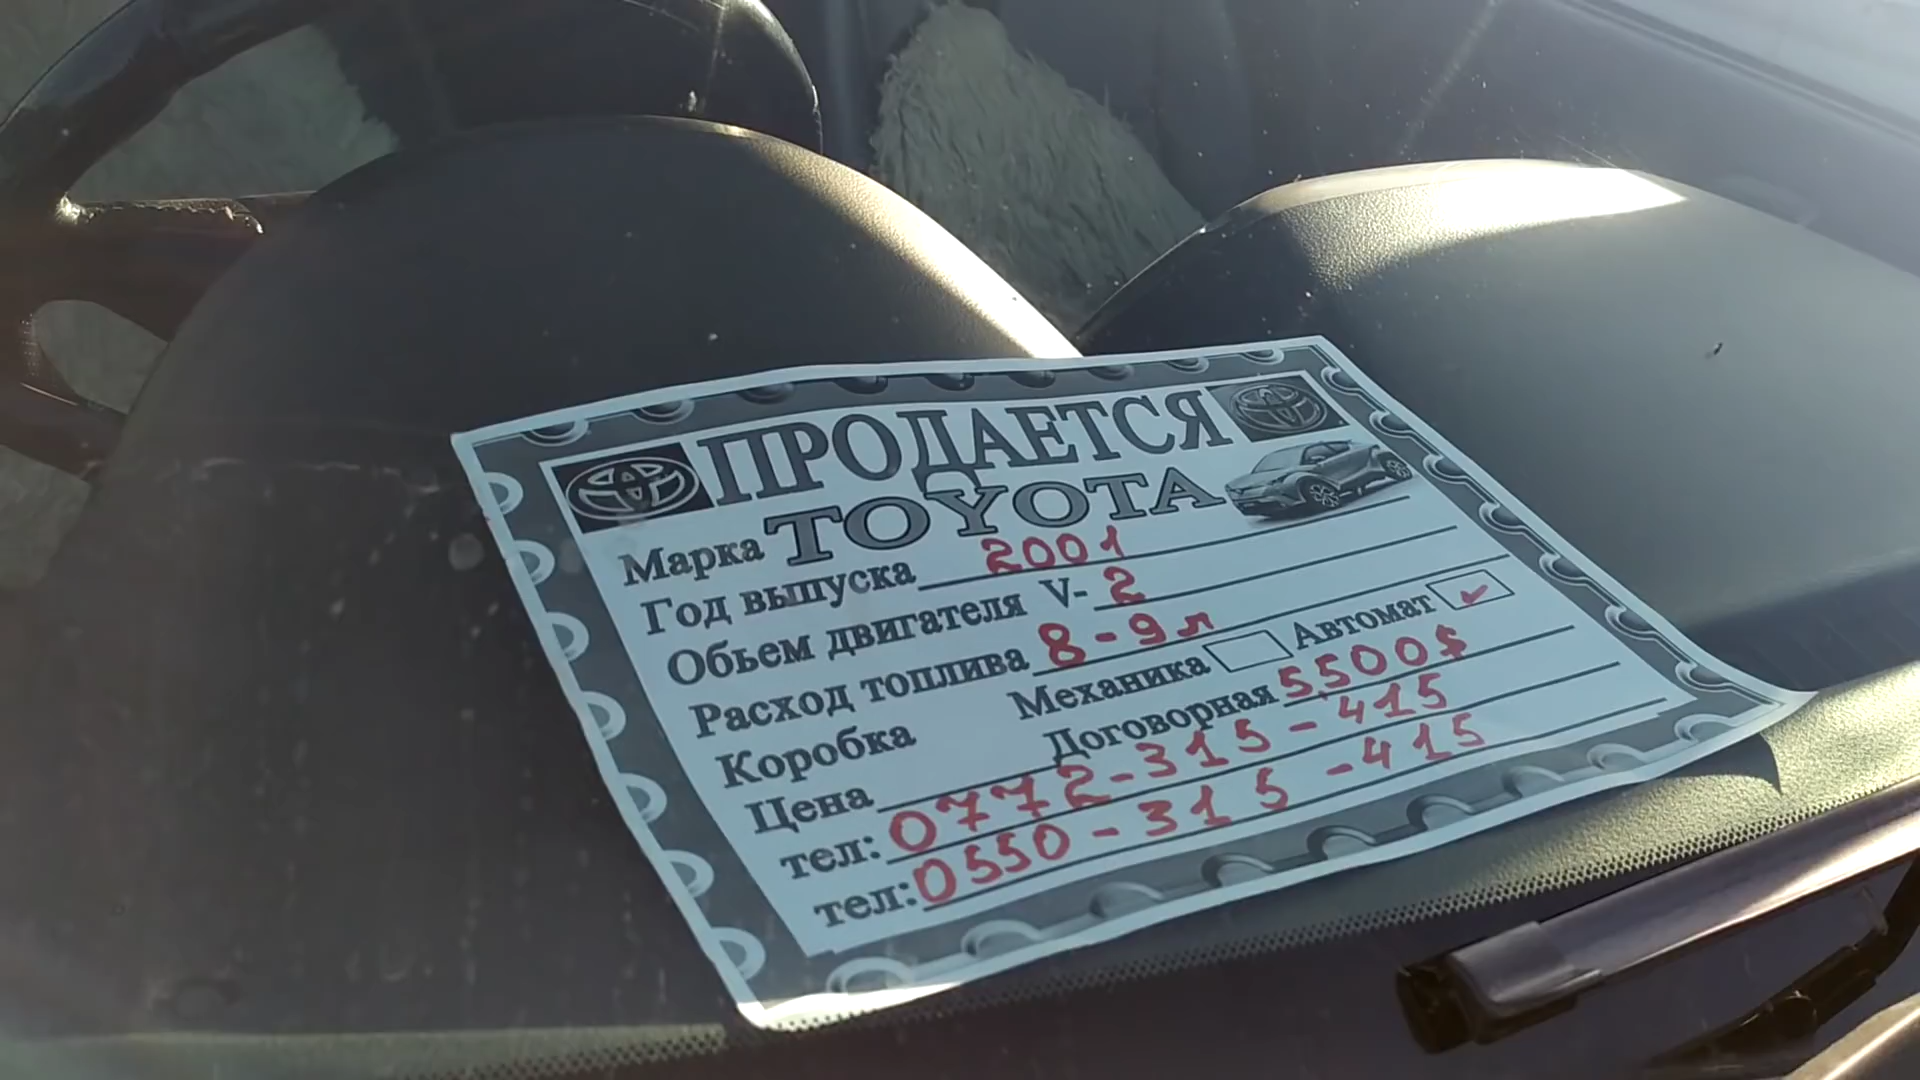 ПРОДАЕТСЯ
Марка TOYOTA
Год выпуска 2001
Обьем двигателя V- 2
Расход топлива 8-9л
Коробка Механика Автомат ✓
Цена Договорная 5500$
тел: 0772-315-415
тел: 0550-315-415